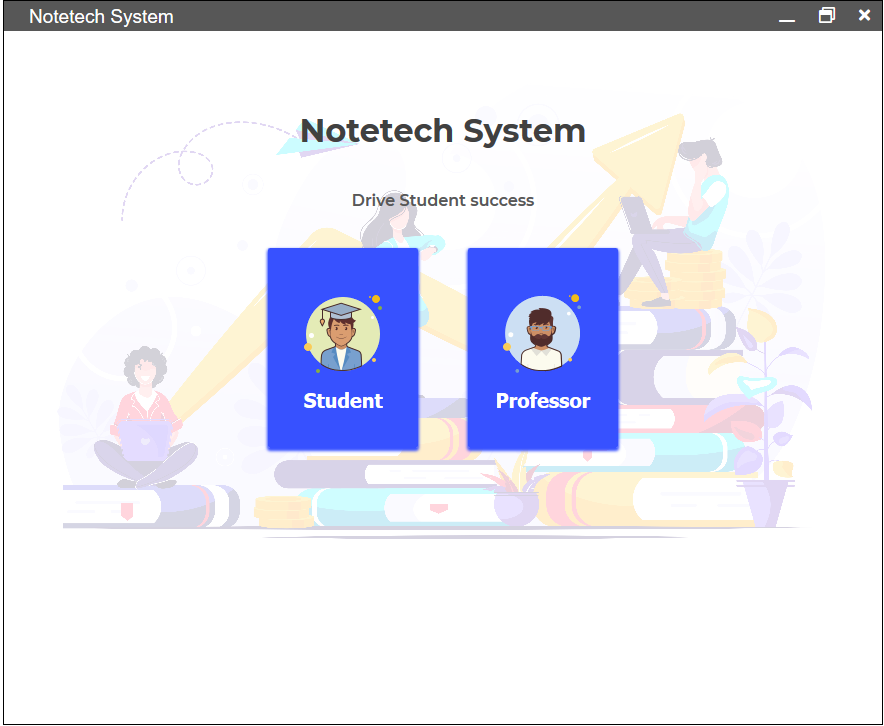 Notetech System
Notetech System
Drive Student success
Student
Professor